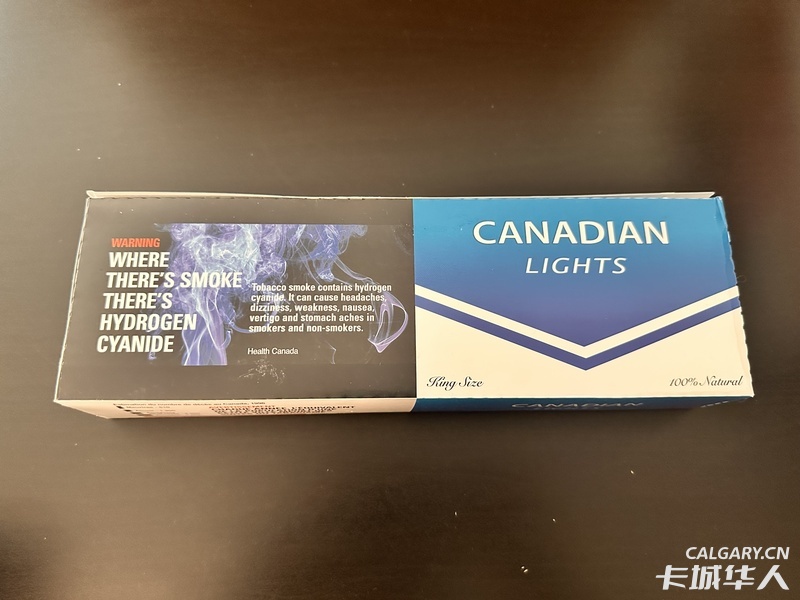 WARNING
WHERE
THERE'S SMOKE
THERE'S
HYDROGEN
CYANIDE
Tobacco smoke contains hydrogen
cyanide. It can cause headaches,
dizziness, weakness, nausea,
vertigo and stomach aches in
smokers and non-smokers.
Health Canada
CANADIAN
LIGHTS
King Size
100% Natural
CANADIAN
CALGARY.CN
卡城华人